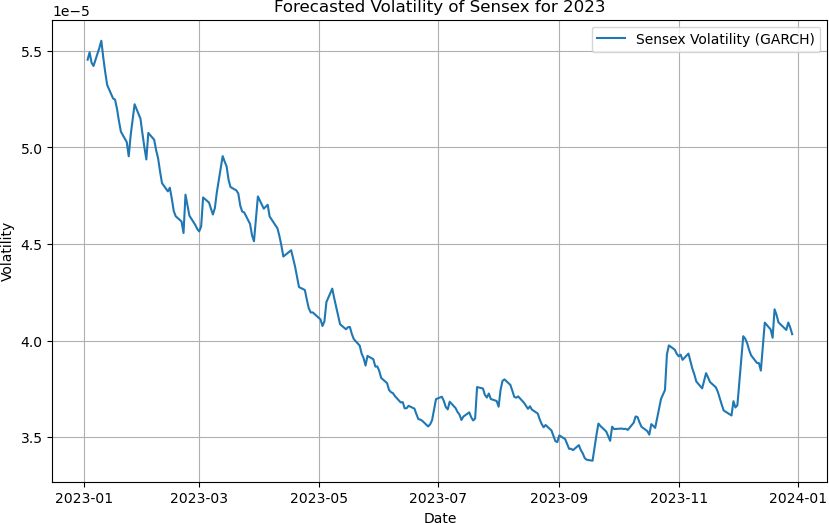 Forecasted Volatility of Sensex for 2023
1e−5
Sensex Volatility (GARCH)
5.5
5.0
4.5
4.0
3.5
Volatility
2023-01 2023-03 2023-05 2023-07 2023-09 2023-11 2024-01
Date